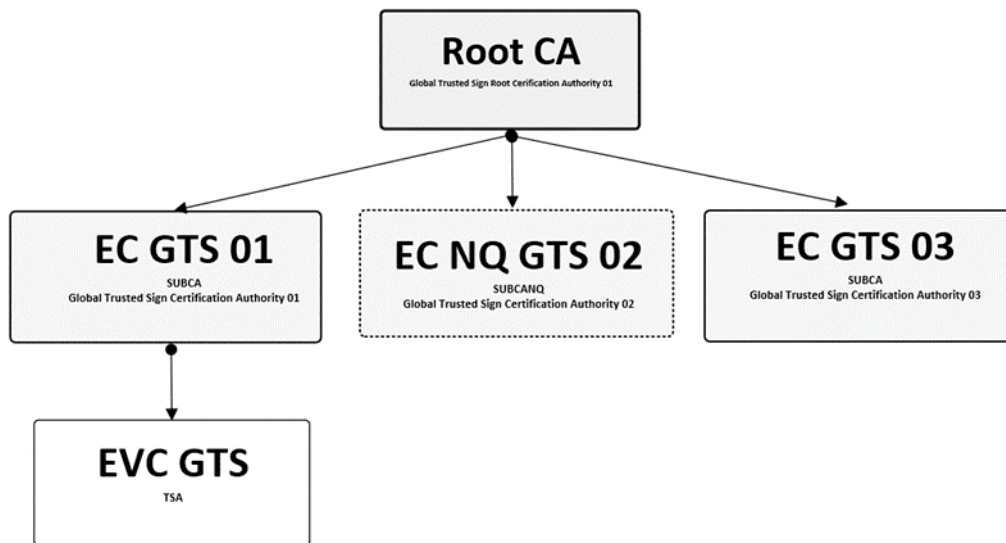 Root CA
Global Trusted Sign Root Cerification Authority 01
EC GTS 01
SUBCA
Global Trusted Sign Certification Authority 01
EC NQ GTS 02
SUBCANQ
Global Trusted Sign Certification Authority 02
EC GTS 03
SUBCA
Global Trusted Sign Certification Authority 03
EVC GTS
TSA